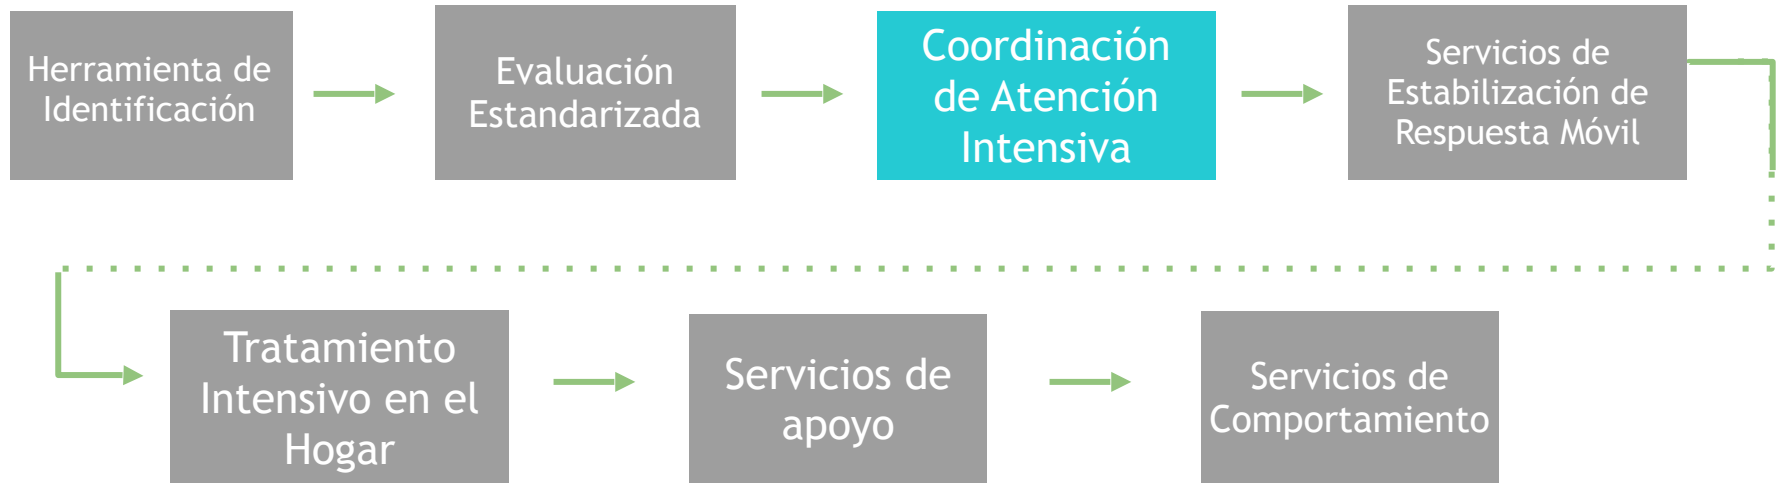 Herramienta de
Identificación
Evaluación
Estandarizada
Coordinación
de Atención
Intensiva
Servicios de
Estabilización de
Respuesta Móvil
Tratamiento
Intensivo en el
Hogar
Servicios de
apoyo
Servicios de
Comportamiento